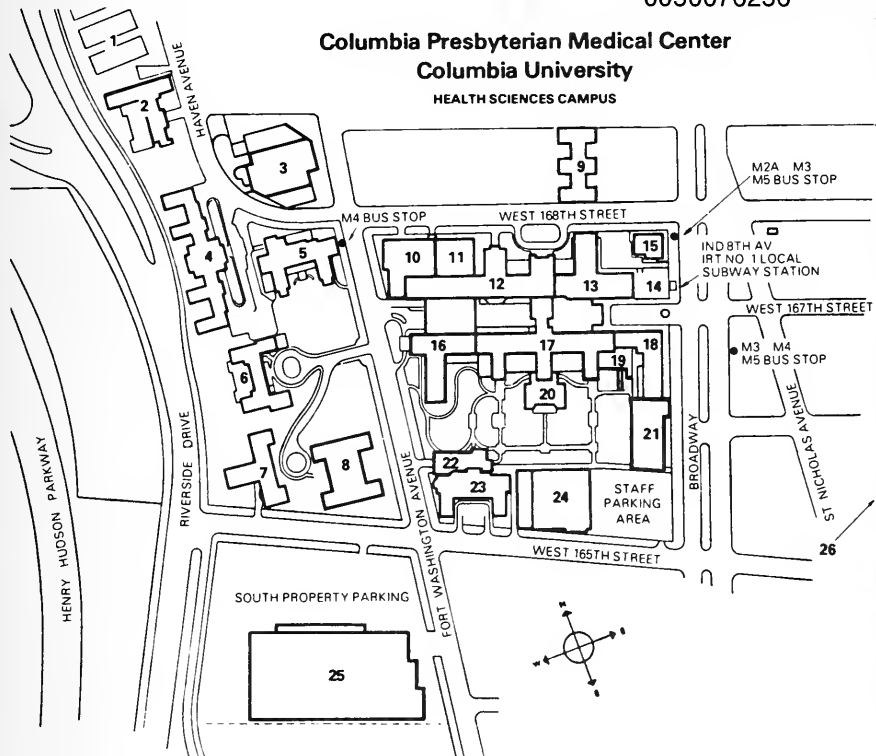 Columbia Presbyterian Medical Center
Columbia University
HEALTH SCIENCES CAMPUS
1
2
HAVEN AVENUE
3
9
M2A M3
M5 BUS STOP
M4 BUS STOP
WEST 168TH STREET
4
5
10
11
12
13
15
14
IND 8TH AV
IRT NO 1 LOCAL
SUBWAY STATION
WEST 167TH STREET
16
17
18
19
M3 M4
M5 BUS STOP
6
20
21
BROADWAY
ST NICHOLAS AVENUE
HENRY HUDSON PARKWAY
RIVERSIDE DRIVE
7
8
FORT WASHINGTON AVENUE
22
23
24
STAFF
PARKING
AREA
26
WEST 165TH STREET
SOUTH PROPERTY PARKING
25